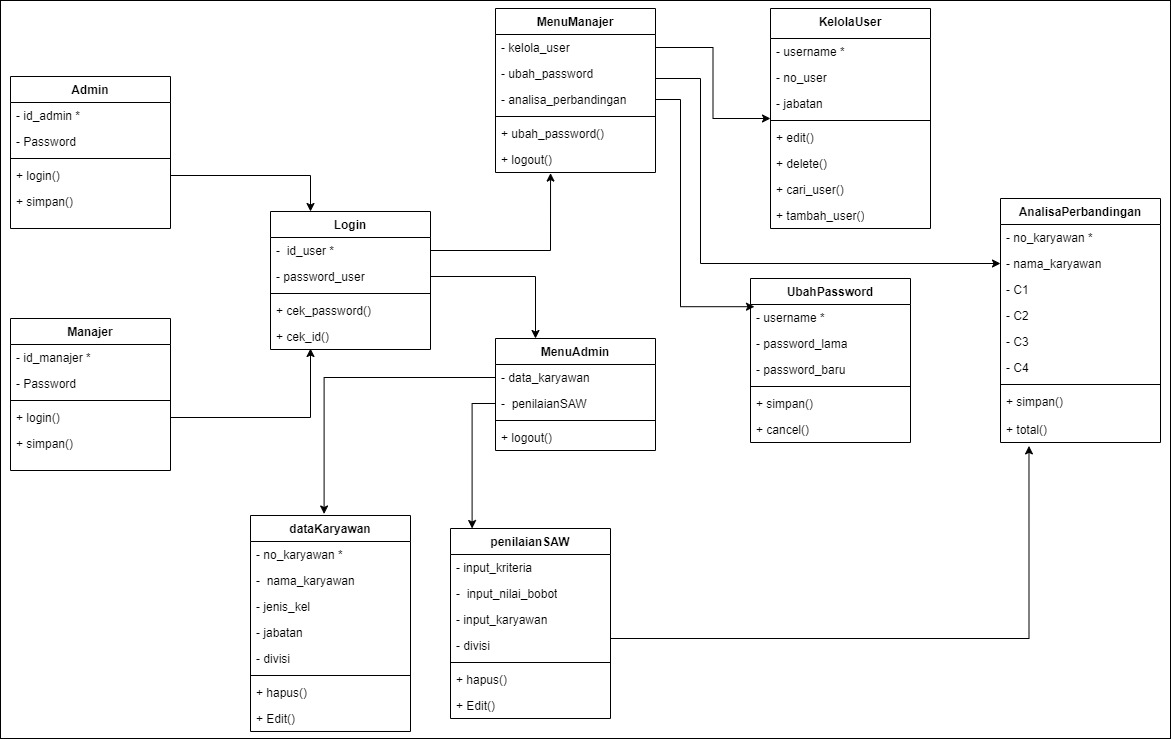 Admin
- id_admin *
- Password
+ login()
+ simpan()
Manajer
- id_manajer *
- Password
+ login()
+ simpan()
Login
- id_user *
- password_user
+ cek_password()
+ cek_id()
MenuManajer
- kelola_user
- ubah_password
- analisa_perbandingan
+ ubah_password()
+ logout()
MenuAdmin
- data_karyawan
- penilaianSAW
+ logout()
KelolaUser
- username *
- no_user
- jabatan
+ edit()
+ delete()
+ cari_user()
+ tambah_user()
UbahPassword
- username *
- password_lama
- password_baru
+ simpan()
+ cancel()
AnalisaPerbandingan
- no_karyawan *
- nama_karyawan
- C1
- C2
- C3
- C4
+ simpan()
+ total()
dataKaryawan
- no_karyawan *
- nama_karyawan
- jenis_kel
- jabatan
- divisi
+ hapus()
+ Edit()
penilaianSAW
- input_kriteria
- input_nilai_bobot
- input_karyawan
- divisi
+ hapus()
+ Edit()